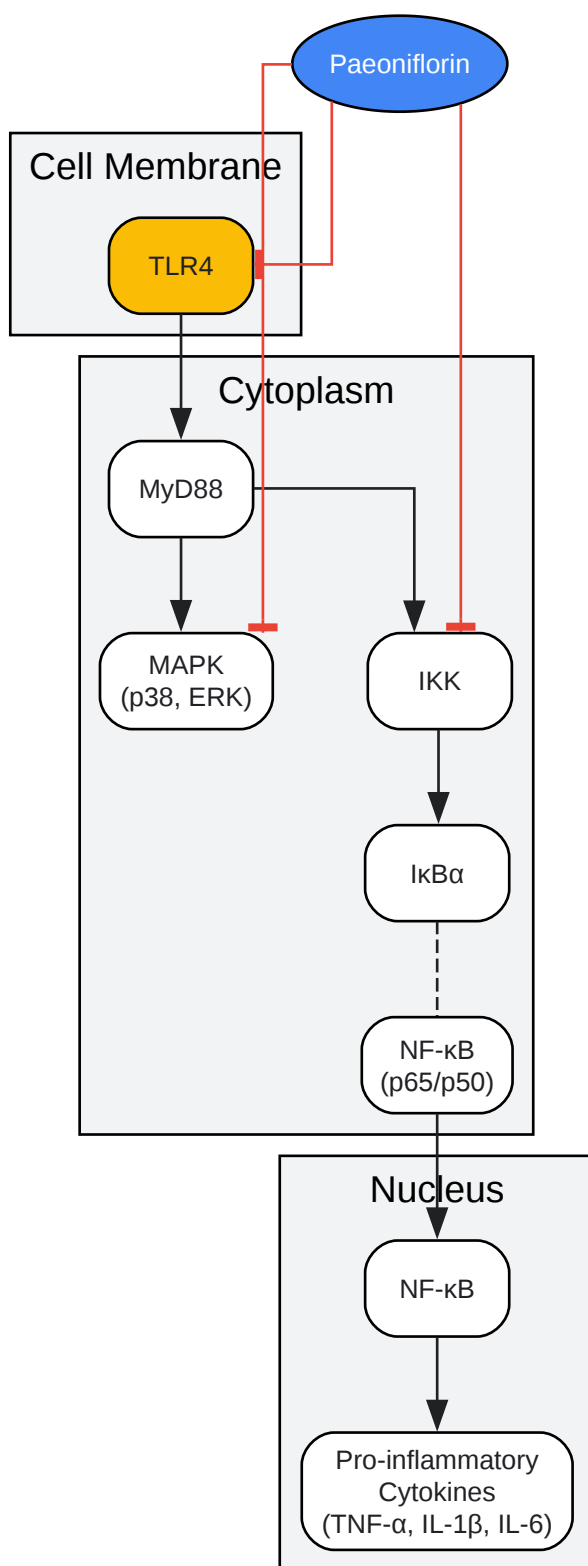 Paeoniflorin
Cell Membrane
TLR4
Cytoplasm
MyD88
MAPK
(p38, ERK)
IKK
IκBα
NF-κB
(p65/p50)
Nucleus
NF-κB
Pro-inflammatory
Cytokines
(TNF-α, IL-1β, IL-6)